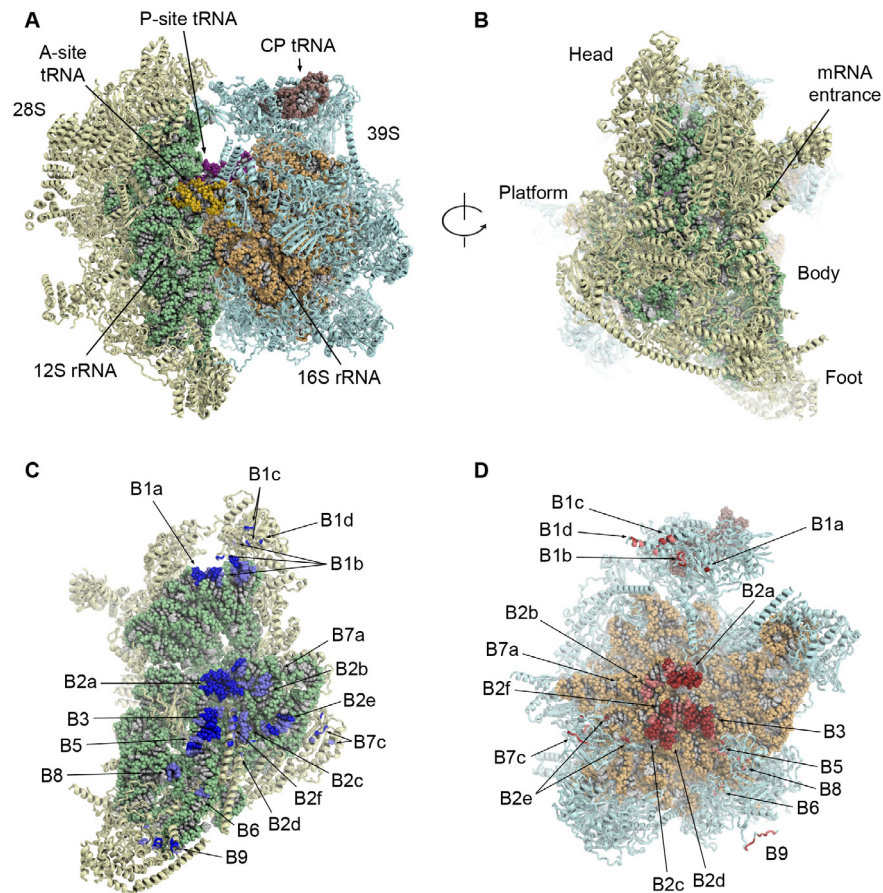 A
P-site tRNA
A-site
tRNA
CP tRNA
28S
39S
12S rRNA
16S rRNA
B
Head
mRNA
entrance
Platform
Body
Foot
C
B1c
B1a
B1d
B1b
B7a
B2a
B2b
B3
B2e
B5
B7c
B8
B2c
B2f
B6
B2d
B9
D
B1c
B1d
B1a
B1b
B2a
B2b
B7a
B2f
B3
B7c
B5
B8
B2e
B6
B9
B2c
B2d